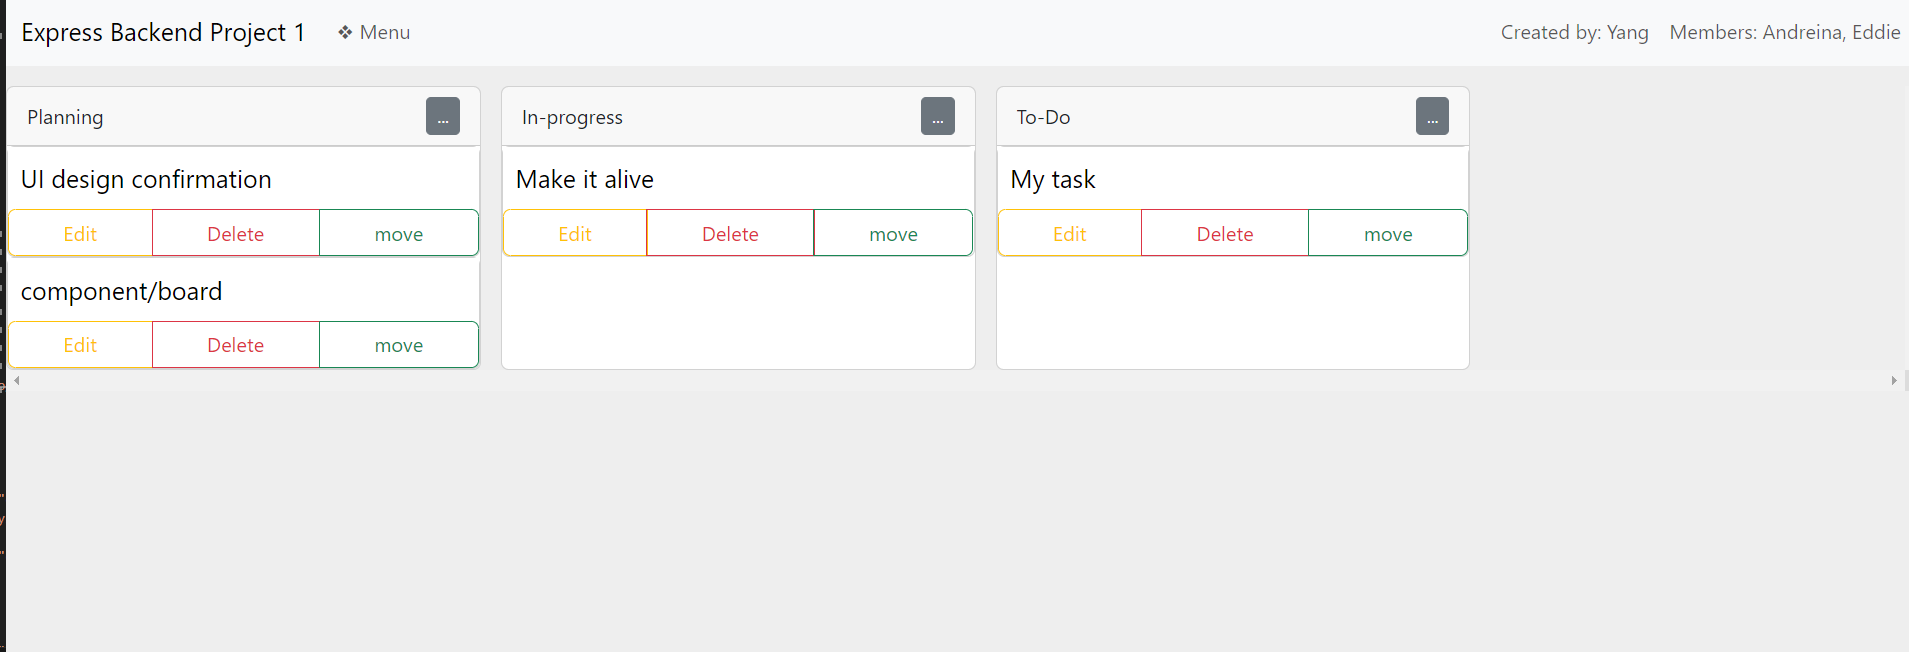 Express Backend Project 1 ❖ Menu Created by: Yang Members: Andreina, Eddie
Planning ...
UI design confirmation
Edit Delete move
component/board
Edit Delete move
In-progress ...
Make it alive
Edit Delete move
To-Do ...
My task
Edit Delete move